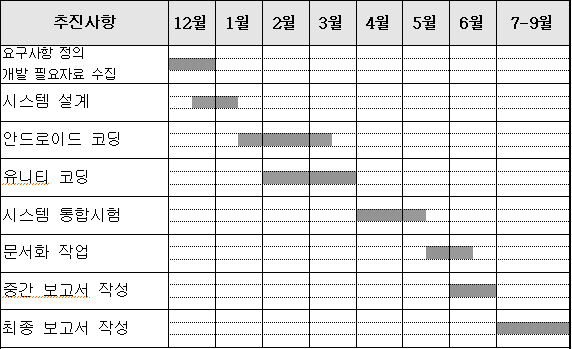 추진사항 12월 1월 2월 3월 4월 5월 6월 7-9월
요구사항 정의
개발 필요자료 수집
시스템 설계
안드로이드 코딩
유니티 코딩
시스템 통합시험
문서화 작업
중간 보고서 작성
최종 보고서 작성